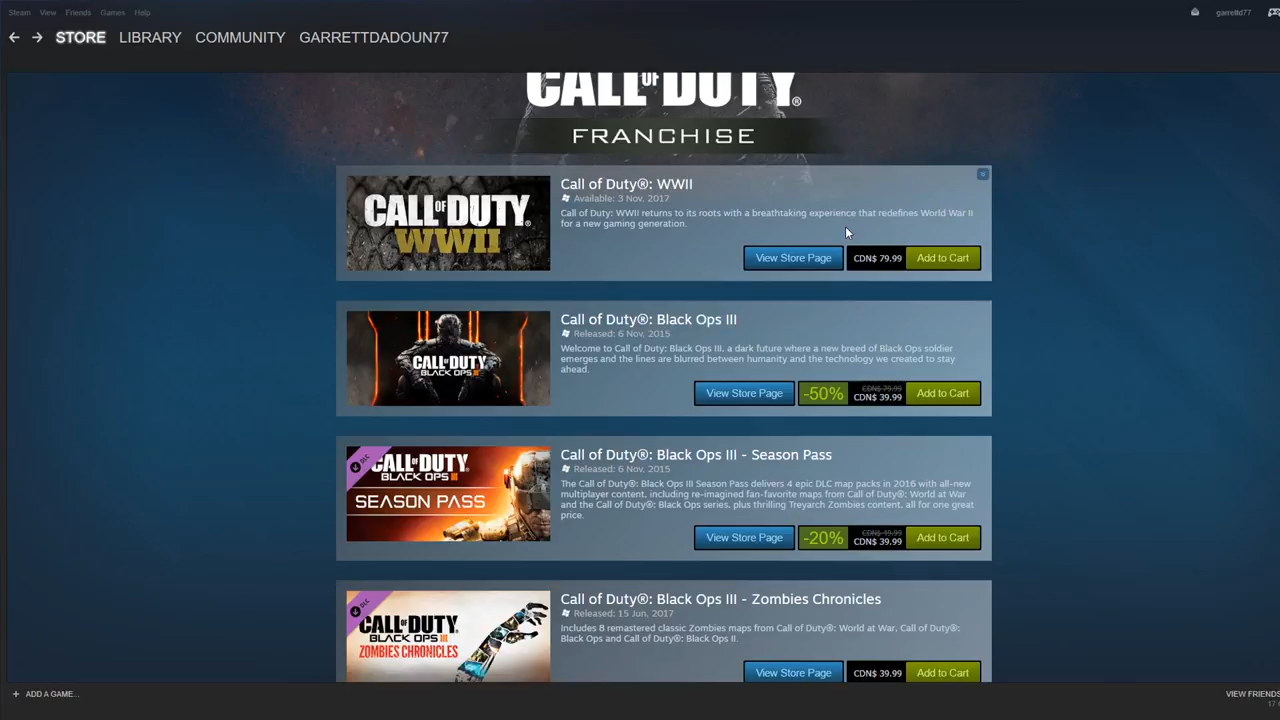 Steam View Friends Games Help
garrettd77
STORE LIBRARY COMMUNITY GARRETTDADOUN77
CALL OF DUTY®
FRANCHISE
CALL OF DUTY®
WWII
Call of Duty®: WWII
Available: 3 Nov, 2017
Call of Duty: WWII returns to its roots with a breathtaking experience that redefines World War II
for a new gaming generation.
View Store Page CDN$ 79.99 Add to Cart
CALL OF DUTY
BLACK OPS III
Call of Duty®: Black Ops III
Released: 6 Nov, 2015
Welcome to Call of Duty: Black Ops III, a dark future where a new breed of Black Ops soldier
emerges and the lines are blurred between humanity and the technology we created to stay
ahead.
View Store Page -50% CDN$ 79.99 CDN$ 39.99 Add to Cart
DLC
CALL OF DUTY
BLACK OPS III
SEASON PASS
Call of Duty®: Black Ops III - Season Pass
Released: 6 Nov, 2015
The Call of Duty®: Black Ops III Season Pass delivers 4 epic DLC map packs in 2016 with all-new
multiplayer content, including re-imagined fan-favorite maps from Call of Duty®: World at War
and the Call of Duty®: Black Ops series, plus thrilling Treyarch Zombies content, all for one great
price.
View Store Page -20% CDN$ 49.99 CDN$ 39.99 Add to Cart
DLC
CALL OF DUTY
BLACK OPS III
ZOMBIES CHRONICLES
Call of Duty®: Black Ops III - Zombies Chronicles
Released: 15 Jun, 2017
Includes 8 remastered classic Zombies maps from Call of Duty®: World at War, Call of Duty®:
Black Ops and Call of Duty®: Black Ops II.
View Store Page CDN$ 39.99 Add to Cart
+ ADD A GAME...
VIEW FRIENDS